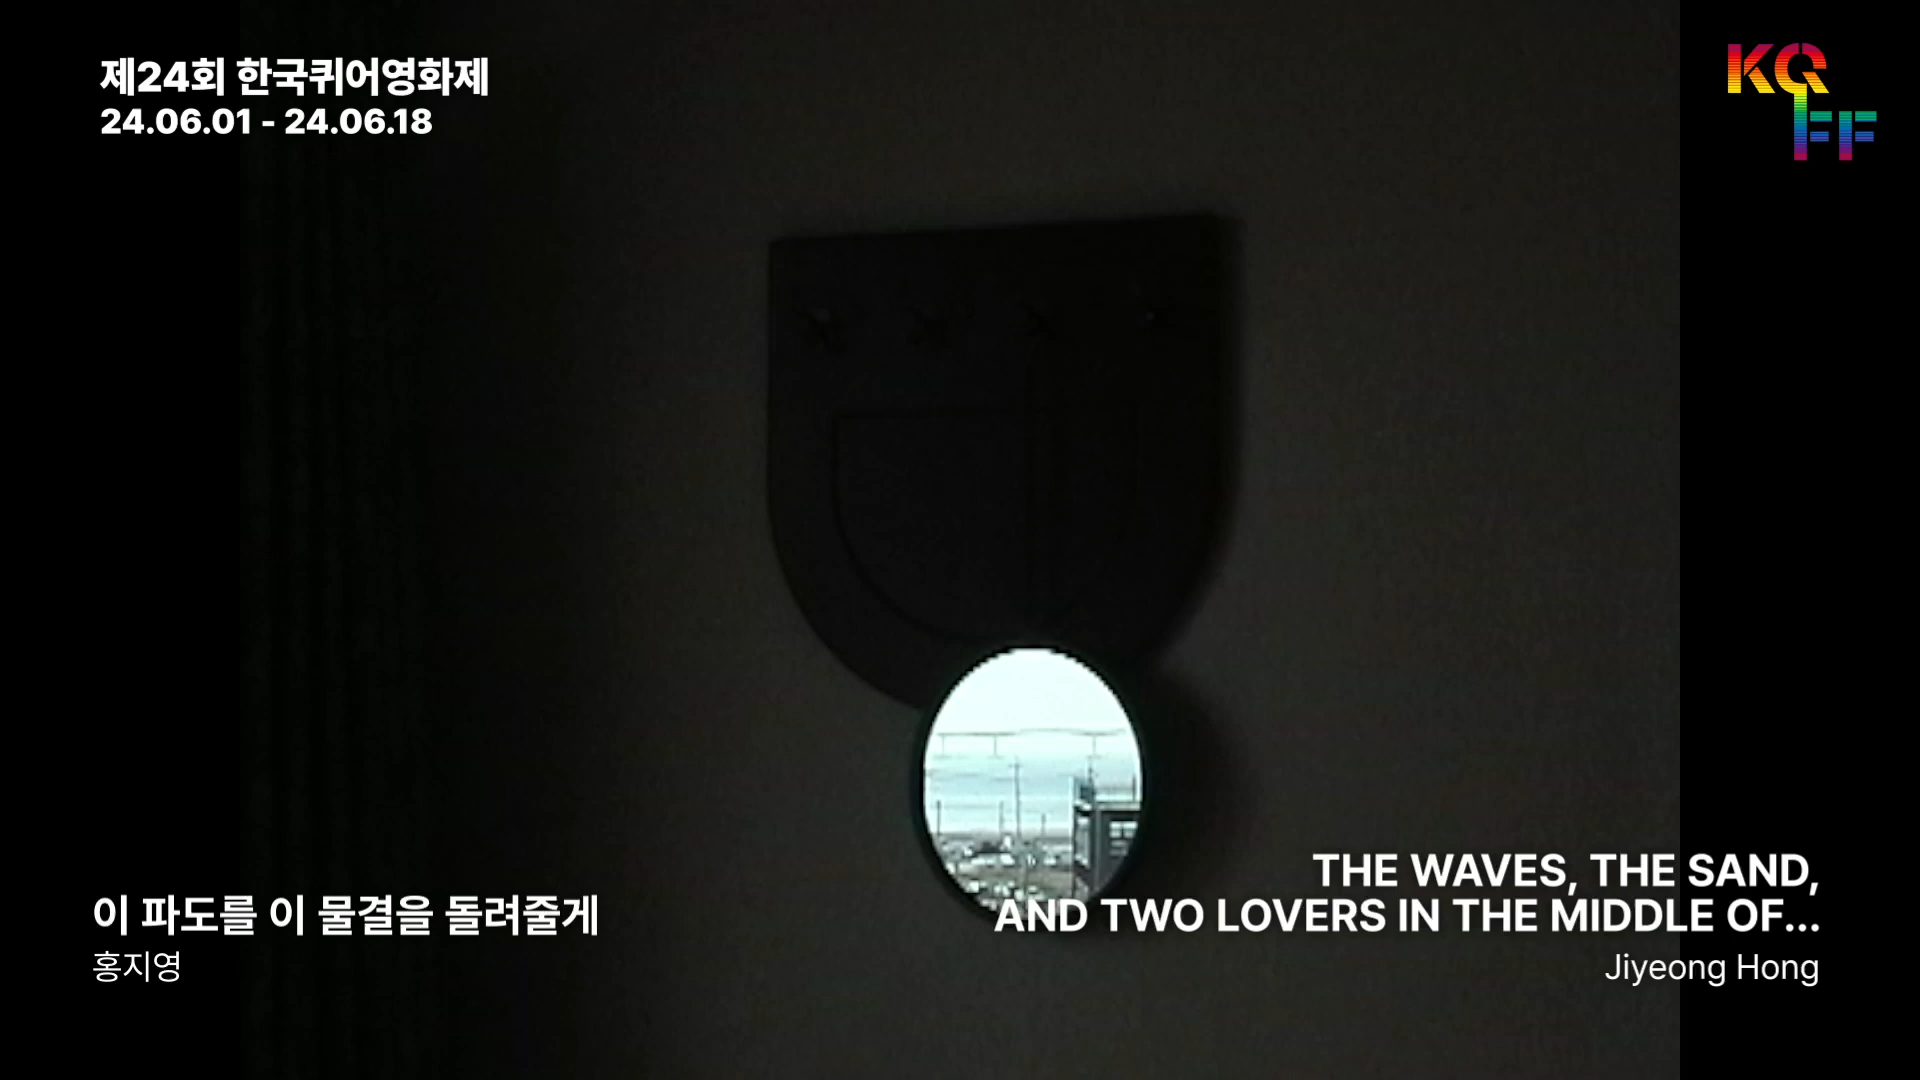 제24회 한국퀴어영화제
24.06.01 - 24.06.18
KQ
FF
이 파도를 이 물결을 돌려줄게
홍지영
THE WAVES, THE SAND,
AND TWO LOVERS IN THE MIDDLE OF...
Jiyeong Hong